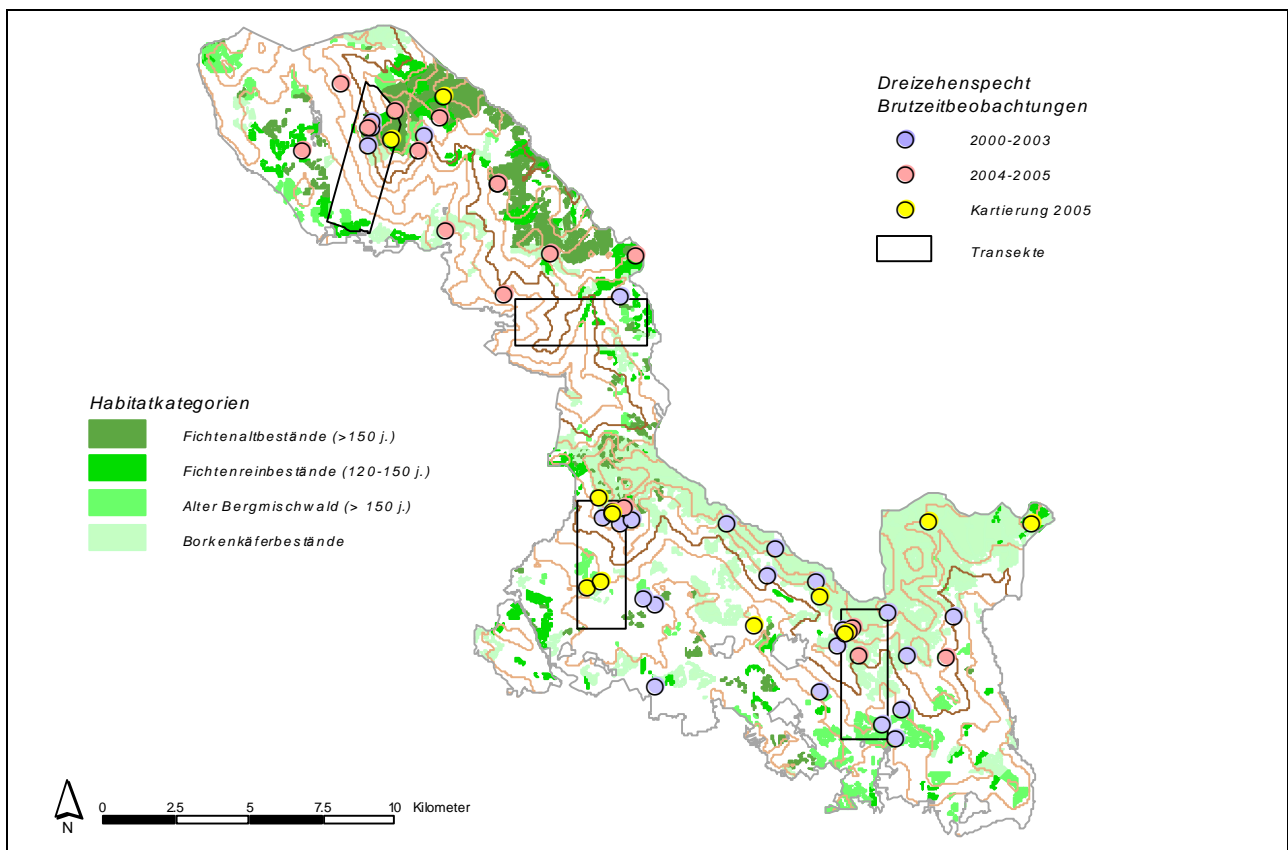 Dreizehenspecht
Brutzeitbeobachtungen
2000-2003
2004-2005
Kartierung 2005
Transekte
Habitatkategorien
Fichtenaltbestände (>150 j.)
Fichtenreinbestände (120-150 j.)
Alter Bergmischwald (> 150 j.)
Borkenkäferbestände
N
0 2.5 5 7.5 10 Kilometer